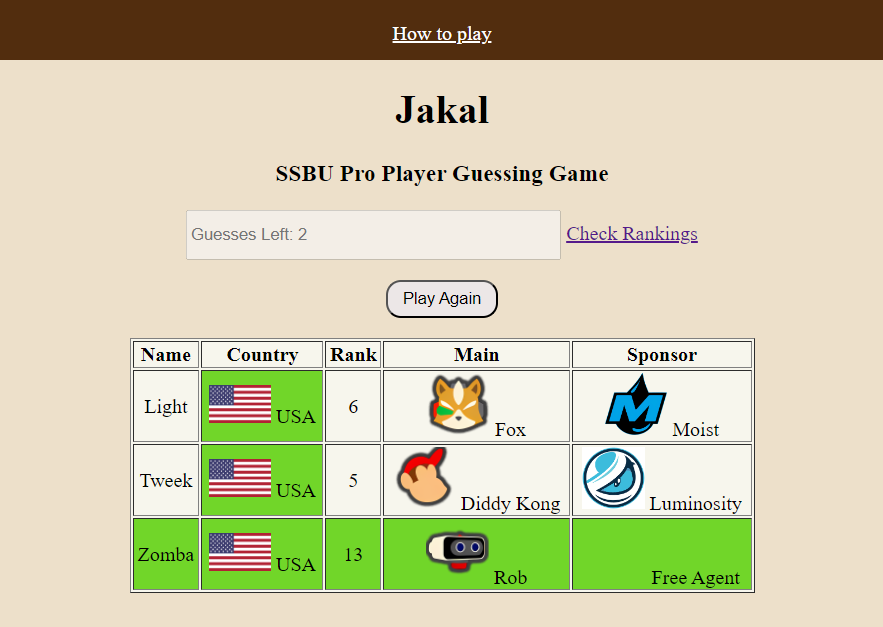 How to play
Jakal
SSBU Pro Player Guessing Game
Guesses Left: 2 Check Rankings
Play Again
Name Country Rank Main Sponsor
Light USA 6 Fox M Moist
Tweek USA 5 Diddy Kong Luminosity
Zomba USA 13 Rob Free Agent